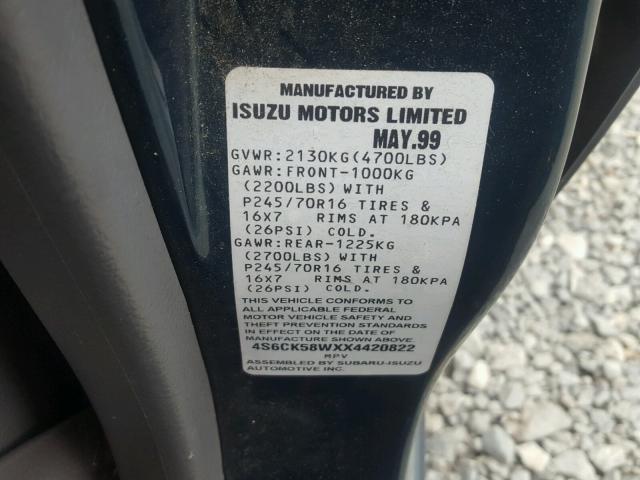 MANUFACTURED BY
ISUZU MOTORS LIMITED
MAY.99
GVWR:2130KG(4700LBS)
GAWR:FRONT-1000KG
(2200LBS) WITH
P245/70R16 TIRES &
16X7 RIMS AT 180KPA
(26PSI) COLD.
GAWR:REAR-1225KG
(2700LBS) WITH
P245/70R16 TIRES &
16X7 RIMS AT 180KPA
(26PSI) COLD.
THIS VEHICLE CONFORMS TO
ALL APPLICABLE FEDERAL
MOTOR VEHICLE SAFETY AND
THEFT PREVENTION STANDARDS
IN EFFECT ON THE DATE OF
MANUFACTURE SHOWN ABOVE.
4S6CK58WXX4420822
MPV
ASSEMBLED BY SUBARU-ISUZU
AUTOMOTIVE INC.